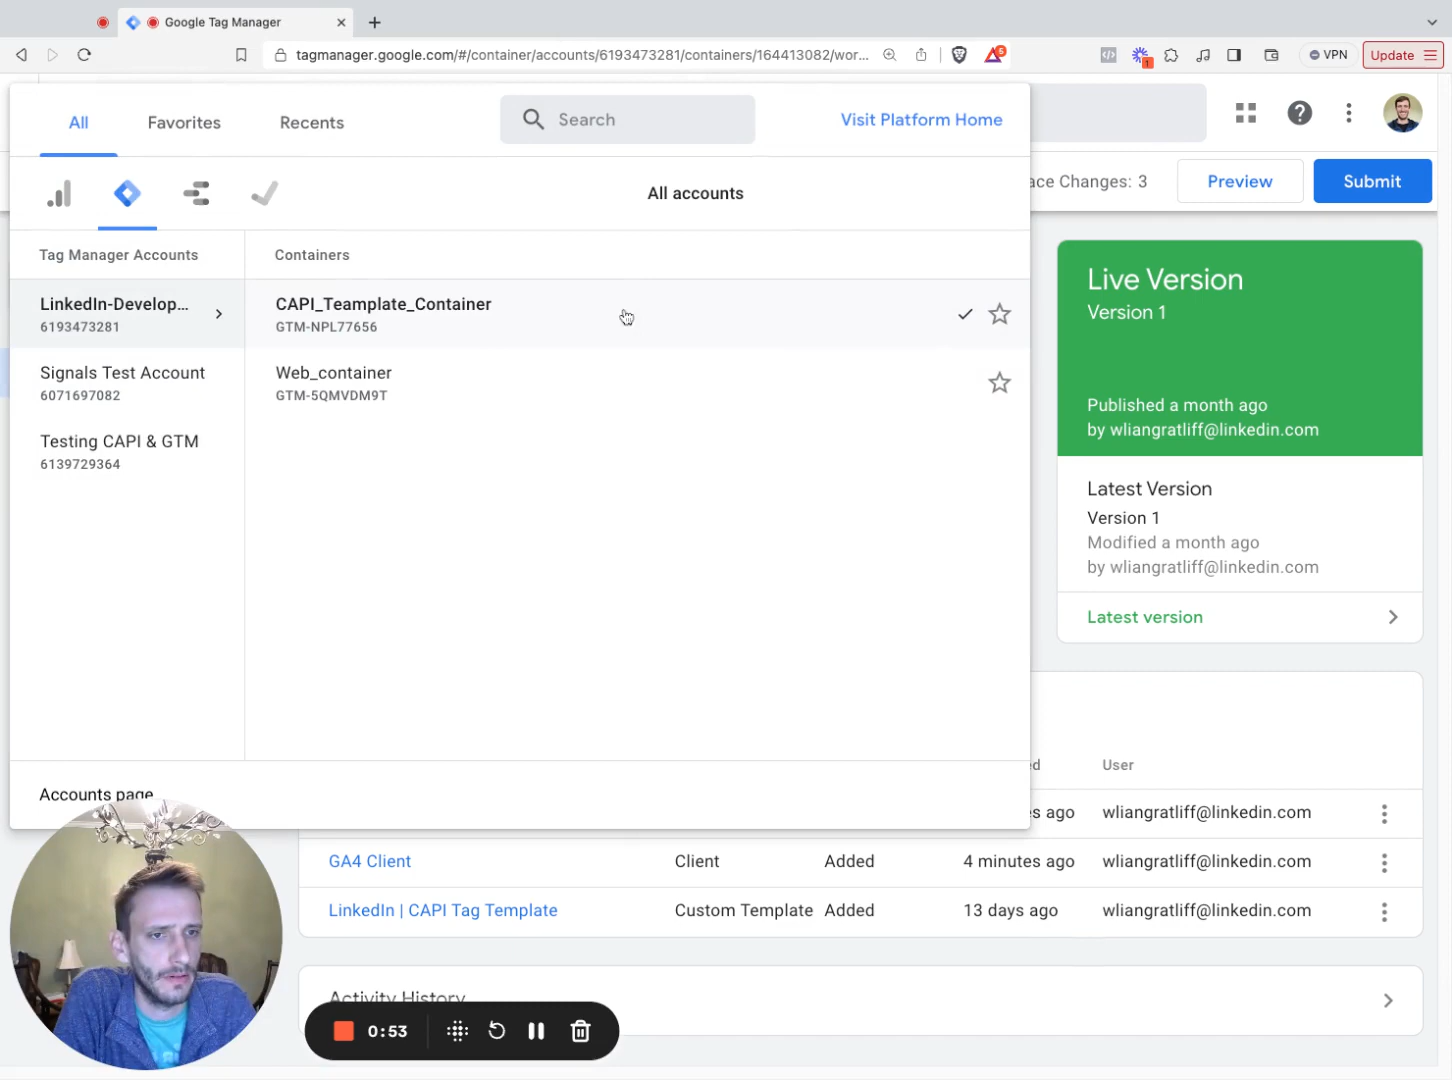 Google Tag Manager
tagmanager.google.com/#/container/accounts/6193473281/containers/164413082/wor...
5
1
VPN
Update
All
Favorites
Recents
Search
Visit Platform Home
All accounts
ace Changes: 3
Preview
Submit
Tag Manager Accounts
Containers
LinkedIn-Develop...
6193473281
CAPI_Teamplate_Container
GTM-NPL77656
Signals Test Account
6071697082
Web_container
GTM-5QMVDM9T
Testing CAPI & GTM
6139729364
Live Version
Version 1
Published a month ago
by wliangratliff@linkedin.com
Latest Version
Version 1
Modified a month ago
by wliangratliff@linkedin.com
Latest version
Accounts page
ed
User
es ago
wliangratliff@linkedin.com
GA4 Client
Client
Added
4 minutes ago
wliangratliff@linkedin.com
LinkedIn | CAPI Tag Template
Custom Template
Added
13 days ago
wliangratliff@linkedin.com
Activity History
0:53